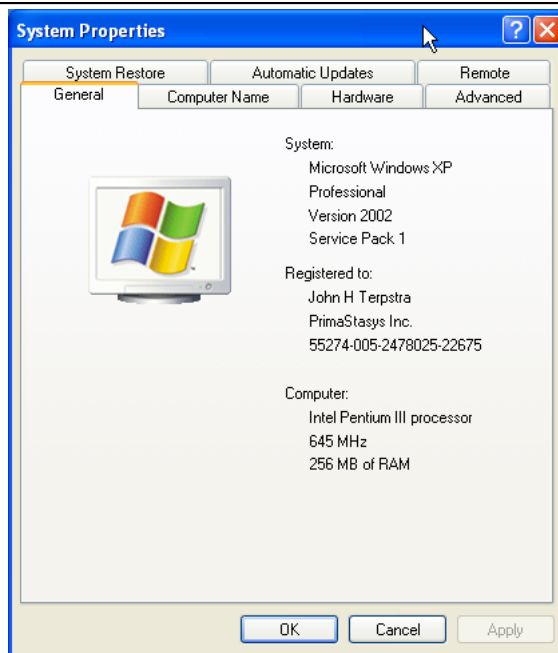 System Properties
System Restore
Automatic Updates
Remote
General
Computer Name
Hardware
Advanced
System:
Microsoft Windows XP
Professional
Version 2002
Service Pack 1
Registered to:
John H Terpstra
PrimaStasys Inc.
55274-005-2478025-22675
Computer:
Intel Pentium III processor
645 MHz
256 MB of RAM
OK
Cancel
Apply